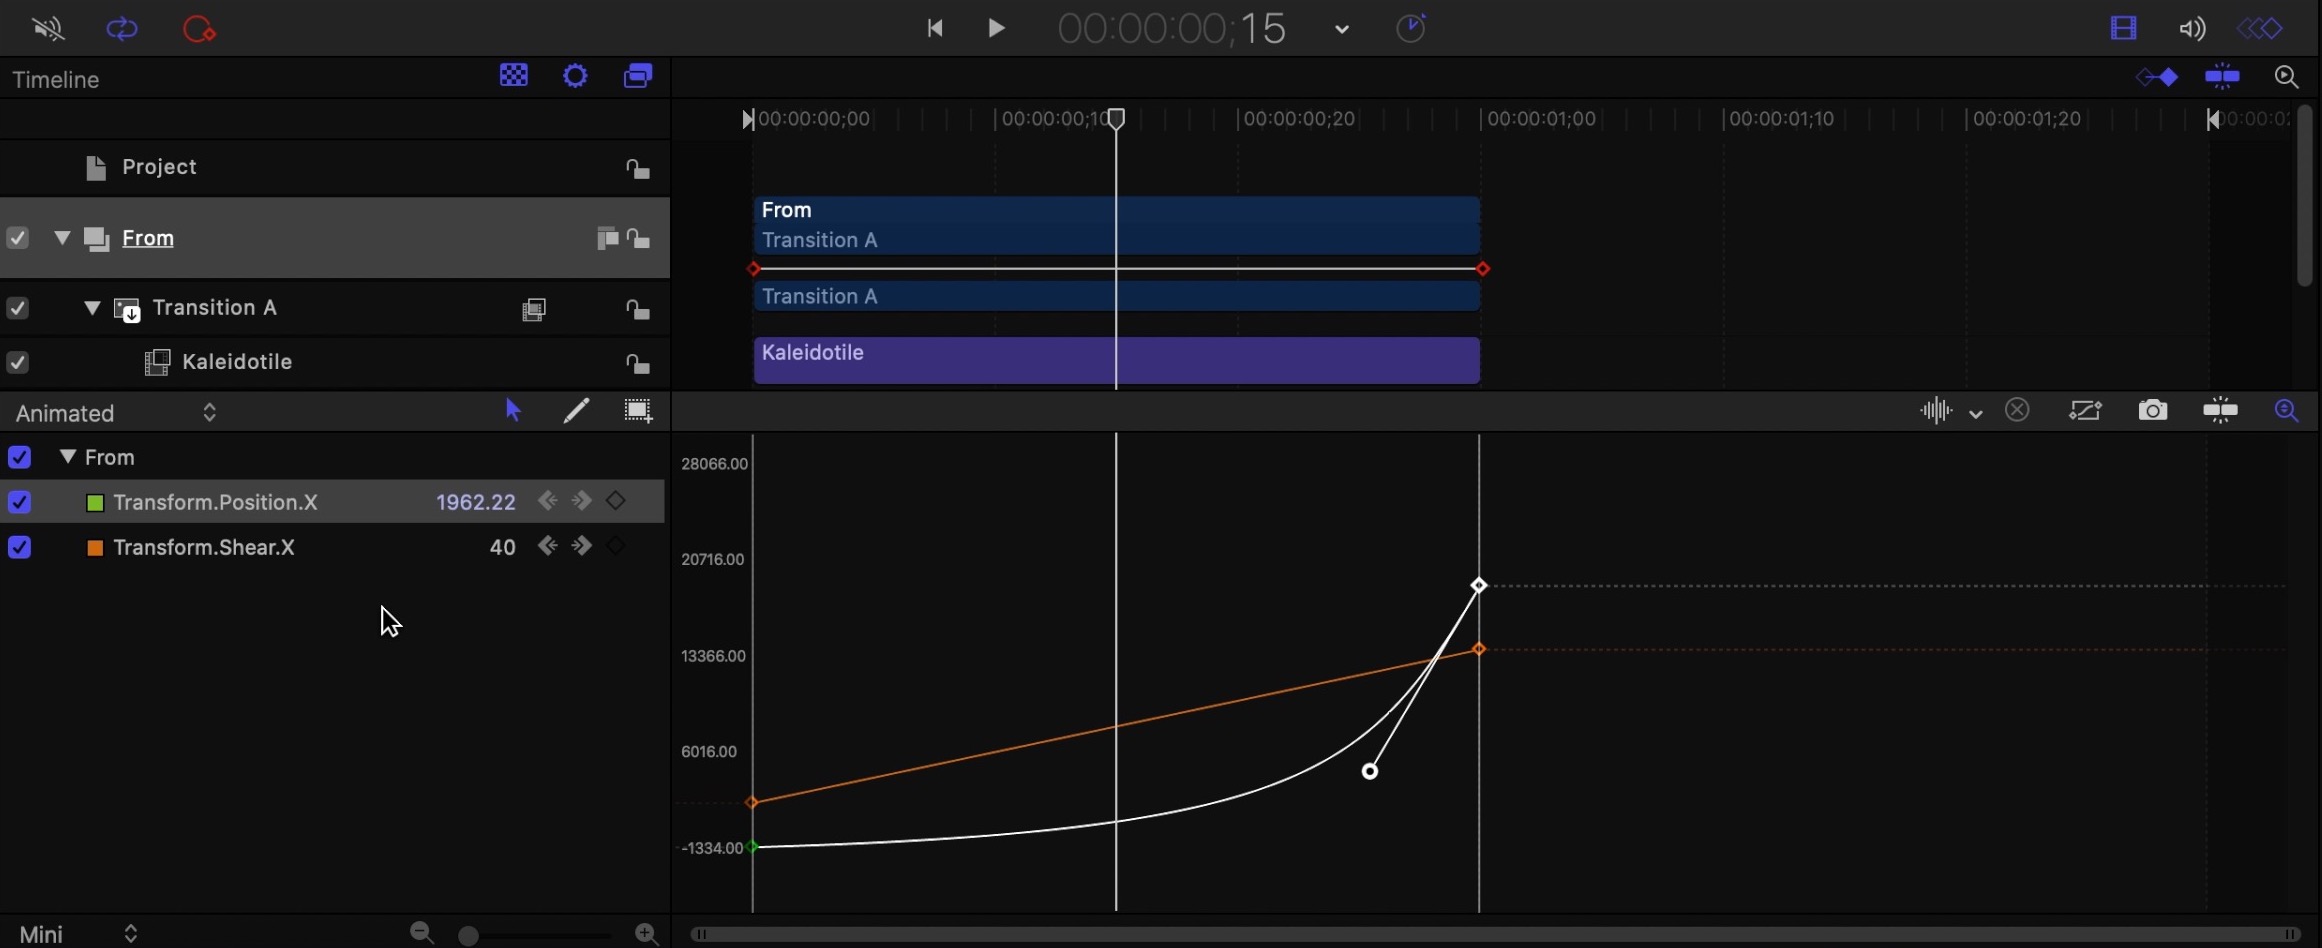 00:00:00;15
Timeline
00:00:00;00
00:00:00;10
00:00:00;20
00:00:01;00
00:00:01;10
00:00:01;20
Project
From
From
Transition A
Transition A
Transition A
Kaleidotile
Kaleidotile
Animated
From
28066.00
Transform.Position.X 1962.22
Transform.Shear.X 40
20716.00
13366.00
6016.00
-1334.00
Mini